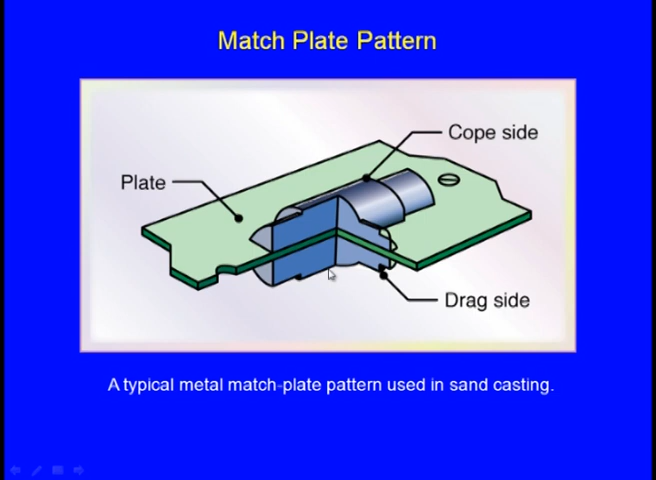 Match Plate Pattern
Cope side
Plate
Drag side
A typical metal match-plate pattern used in sand casting.